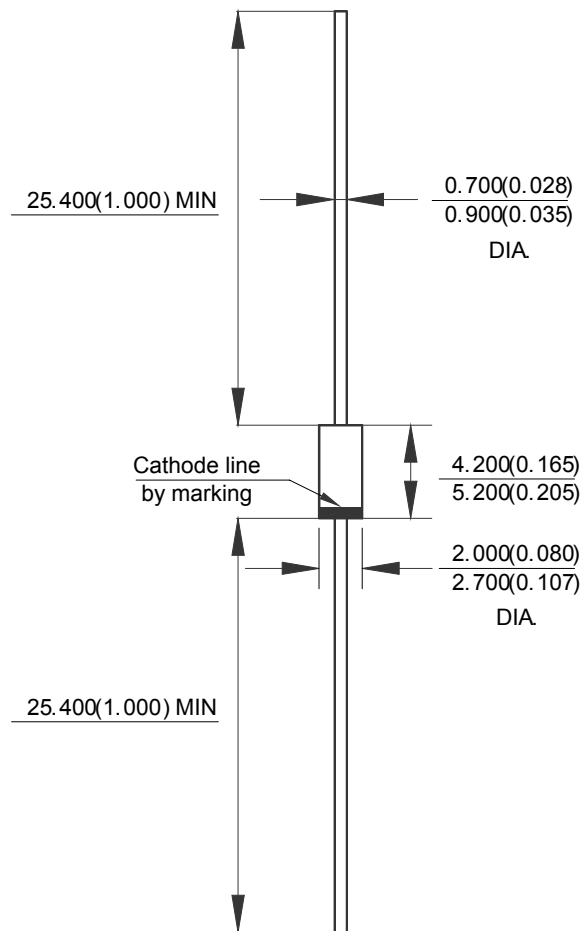 25.400(1.000) MIN
0.700(0.028)
0.900(0.035)
DIA.
Cathode line
by marking
4.200(0.165)
5.200(0.205)
2.000(0.080)
2.700(0.107)
DIA.
25.400(1.000) MIN